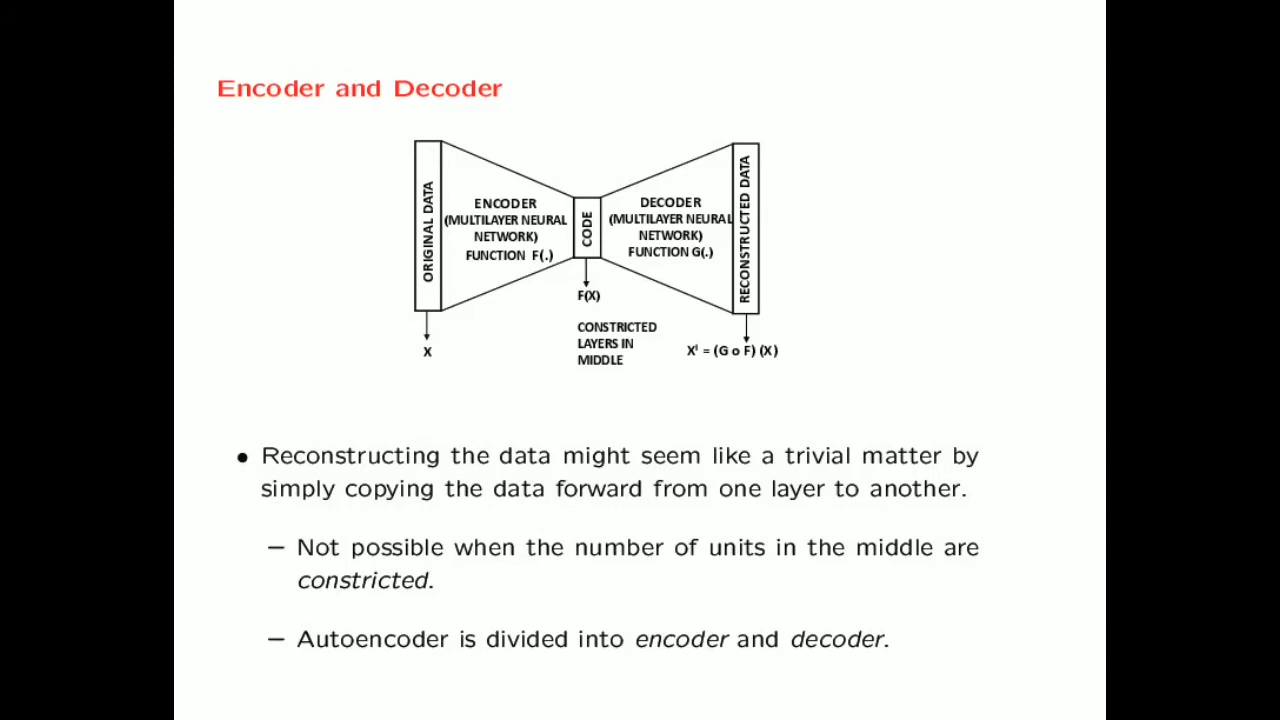 Encoder and Decoder
ORIGINAL DATA
ENCODER
(MULTILAYER NEURAL
NETWORK)
FUNCTION F(.)
CODE
DECODER
(MULTILAYER NEURAL
NETWORK)
FUNCTION G(.)
RECONSTRUCTED DATA
F(X)
CONSTRICTED
LAYERS IN
MIDDLE
X
X' = (G o F) (X)
• Reconstructing the data might seem like a trivial matter by
simply copying the data forward from one layer to another.
– Not possible when the number of units in the middle are
constricted.
– Autoencoder is divided into encoder and decoder.